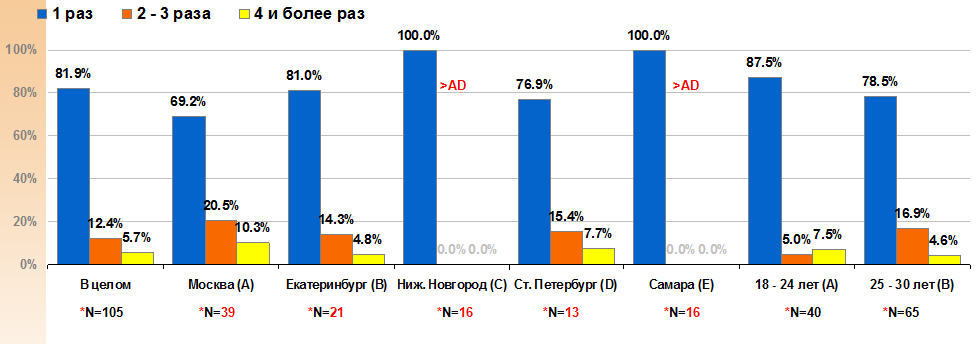 1 раз 2 - 3 раза 4 и более раз
100%
80%
60%
40%
20%
0%
81.9% 12.4% 5.7%
69.2% 20.5% 10.3%
81.0% 14.3% 4.8%
100.0% >AD 0.0% 0.0%
76.9% 15.4% 7.7%
100.0% >AD 0.0% 0.0%
87.5% 5.0% 7.5%
78.5% 16.9% 4.6%
В целом Москва (A) Екатеринбург (B) Ниж. Новгород (C) Ст. Петербург (D) Самара (E) 18 - 24 лет (A) 25 - 30 лет (B)
*N=105 *N=39 *N=21 *N=16 *N=13 *N=16 *N=40 *N=65